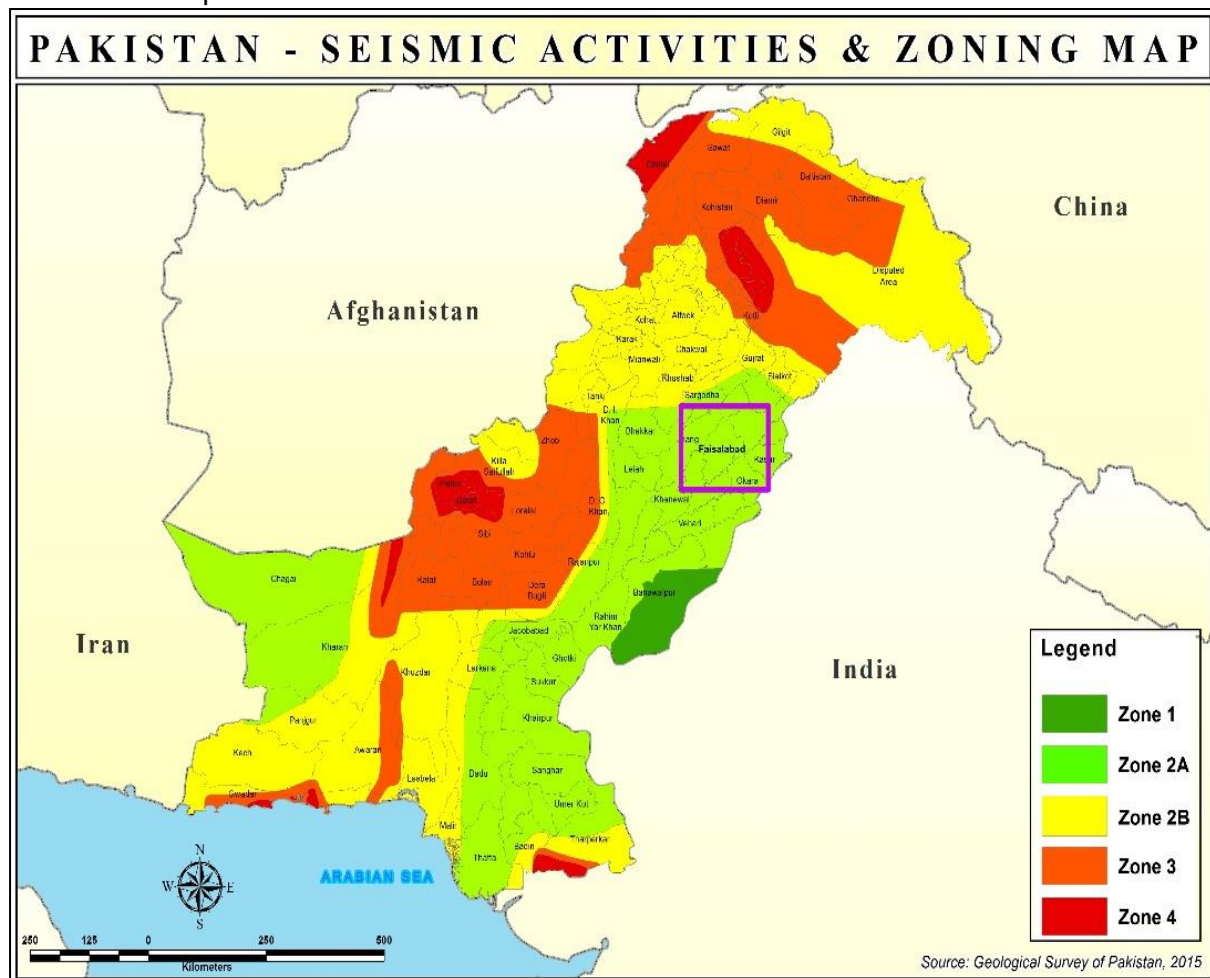 PAKISTAN - SEISMIC ACTIVITIES & ZONING MAP
Gilgit
Sawat
Chitral
Baltistan
China
Kohistan
Diamir
Ghanche
Disputed
Area
Afghanistan
Kohat
Attock
Kotli
Karak
Mianwali
Chakwal
Gujrat
Khushab
Sialkot
Tank
Sargodha
D. I.
Khan
Zhob
Bhakkar
Faisalabad
Kasur
Killa
Saifullah
Leiah
Okara
Pishin
Loralai
D. G.
Khan
Khanewal
Vehari
Sibi
Kohlu
Rajanpur
Chagai
Kalat
Bolan
Dera
Bugti
Bahawalpur
Rahim
Yar Khan
Iran
Kharan
Jacobabad
Ghotki
India
Khuzdar
Larkana
Sukkur
Panjgur
Khairpur
Kech
Awaran
Lasbela
Dadu
Sanghar
Gwadar
Umer Kot
Malir
Badin
Tharparkar
Thatta
ARABIAN SEA
N
W
E
S
250
125
0
250
500
Kilometers
Legend
Zone 1
Zone 2A
Zone 2B
Zone 3
Zone 4
Source: Geological Survey of Pakistan, 2015